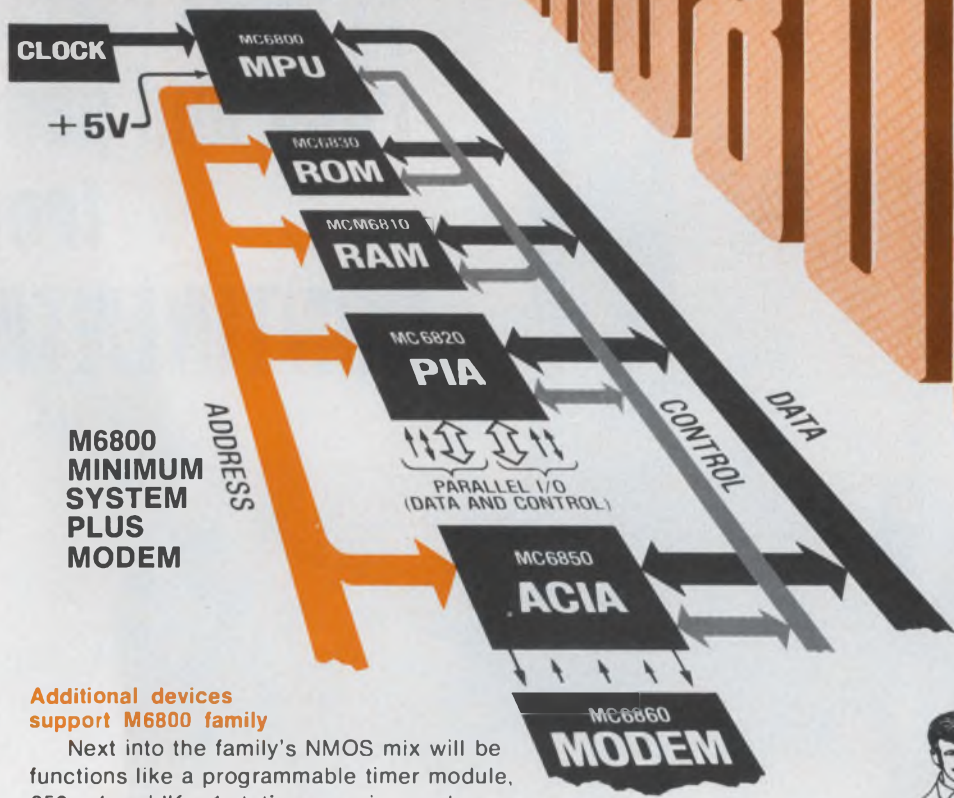 CLOCK
MC6800
MPU
+5V
MC6830
ROM
MCM6810
RAM
MC6820
PIA
ADDRESS
CONTROL
DATA
M6800
MINIMUM
SYSTEM
PLUS
MODEM
PARALLEL I/O
(DATA AND CONTROL)
MC6850
ACIA
MC6860
MODEM
Additional devices
support M6800 family
Next into the family's NMOS mix will be
functions like a programmable timer module,